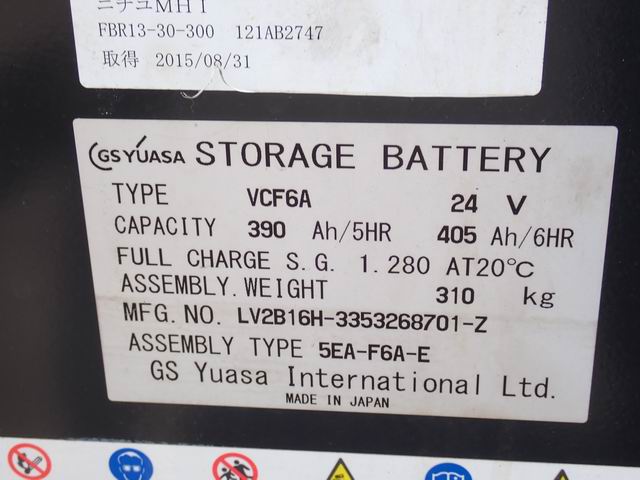 ニチユMHI
FBR13-30-300 121AB2747
取得 2015/08/31
GS YUASA STORAGE BATTERY
TYPE VCF6A 24 V
CAPACITY 390 Ah/5HR 405 Ah/6HR
FULL CHARGE S.G. 1.280 AT20℃
ASSEMBLY.WEIGHT 310 kg
MFG.NO. LV2B16H-3353268701-Z
ASSEMBLY TYPE 5EA-F6A-E
GS Yuasa International Ltd.
MADE IN JAPAN